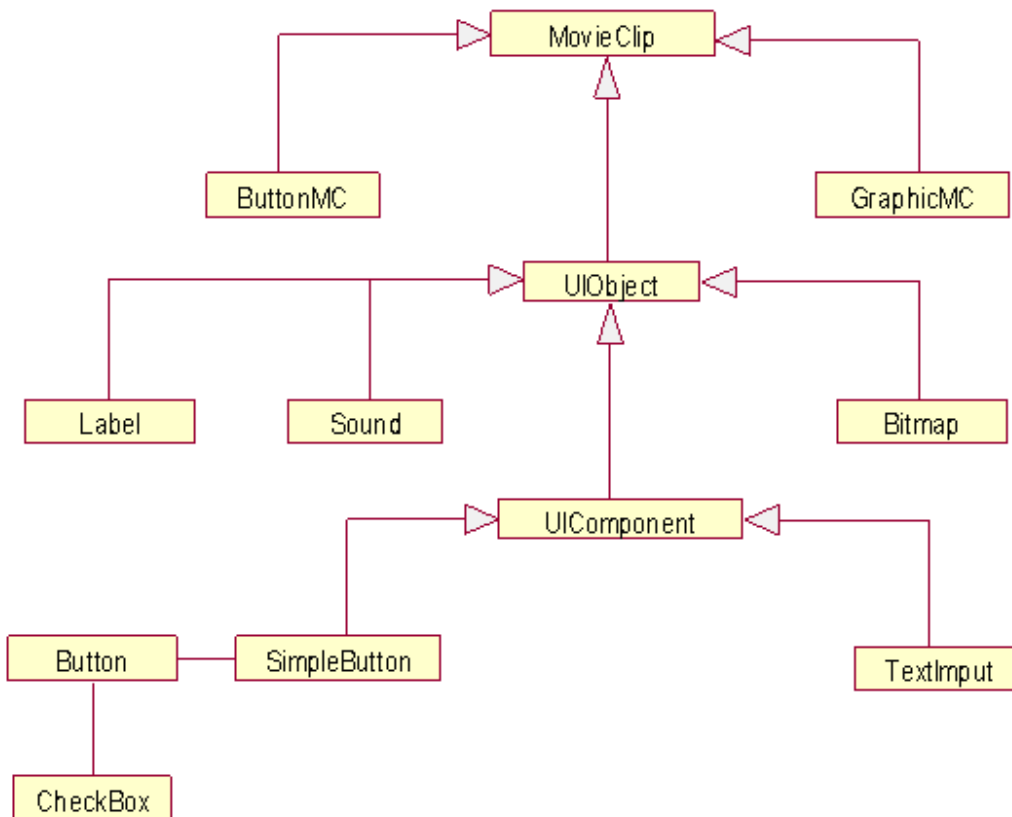 MovieClip
ButtonMC
GraphicMC
UIObject
Label
Sound
Bitmap
UIComponent
Button
SimpleButton
TextImput
CheckBox